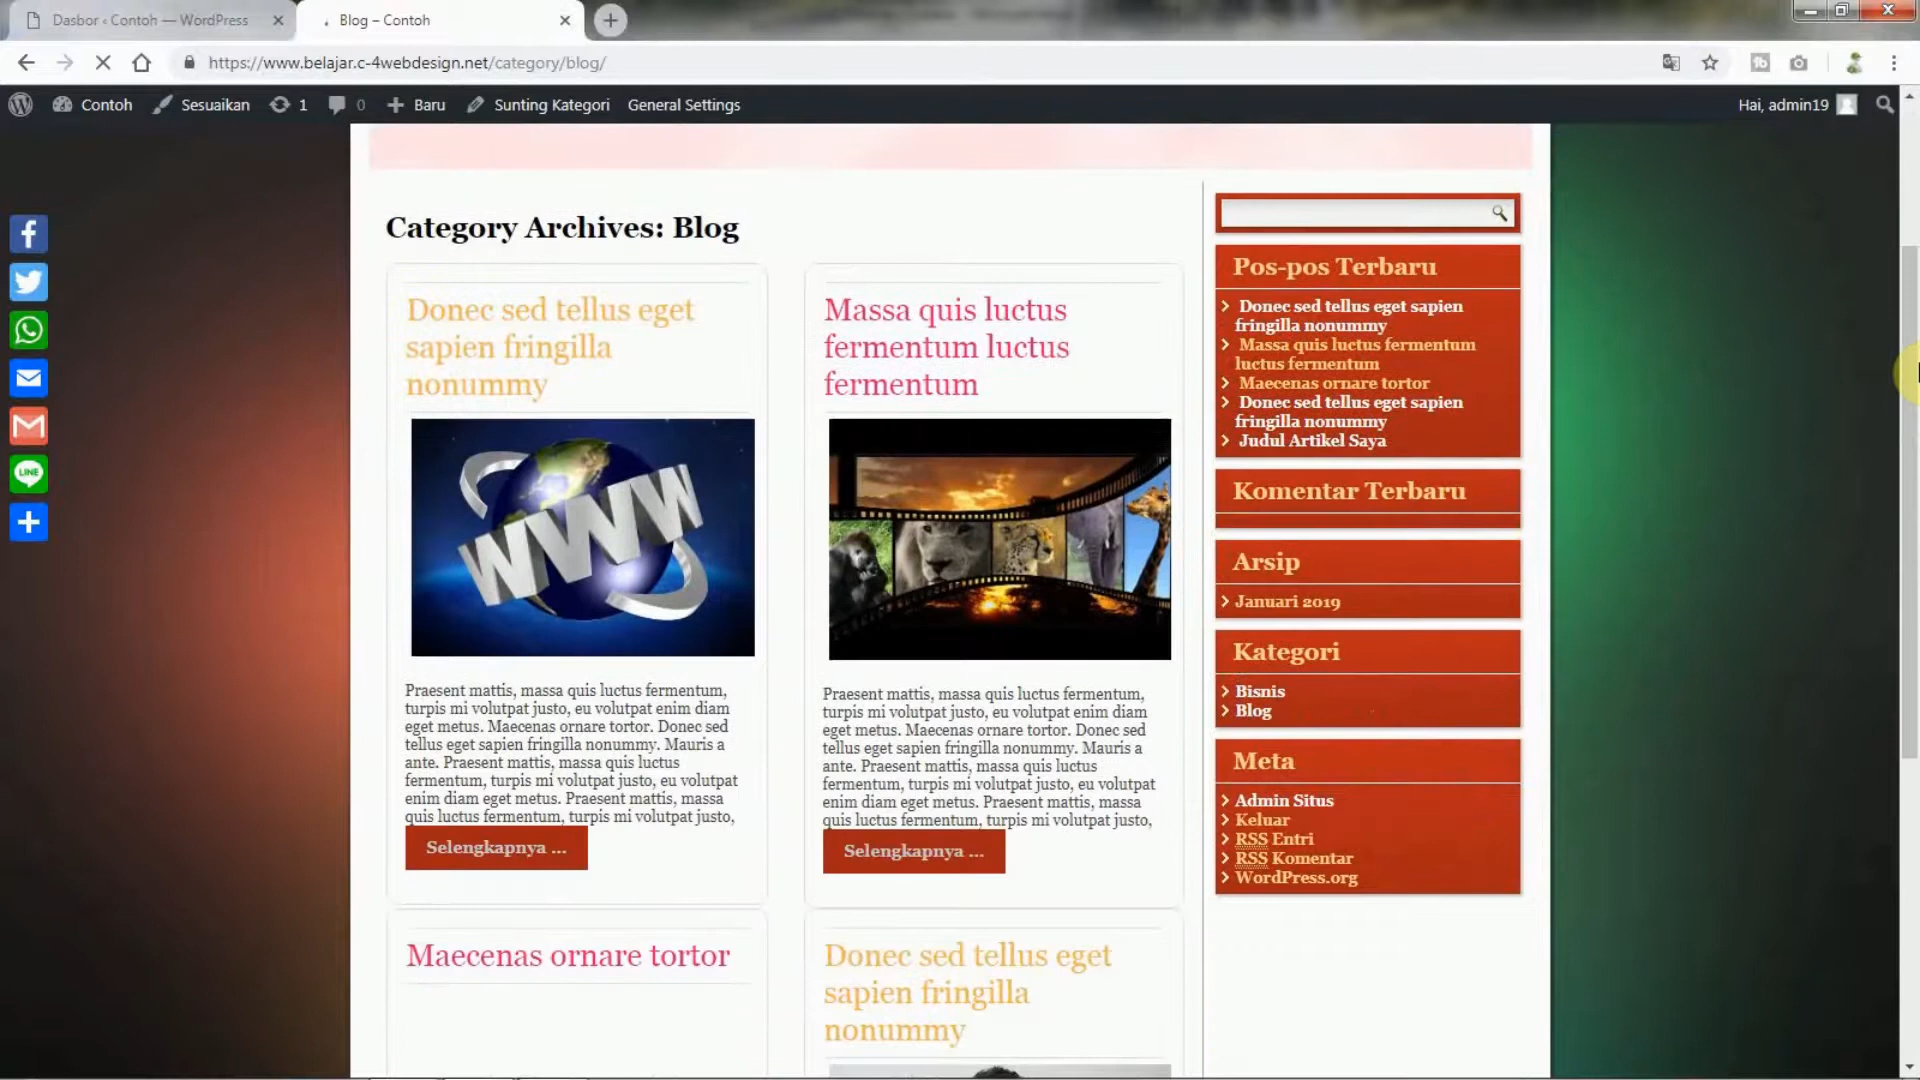 Dasbor ‹ Contoh — WordPress
Blog – Contoh
https://www.belajar.c-4webdesign.net/category/blog/
Contoh
Sesuaikan
1
0
Baru
Sunting Kategori
General Settings
Hai, admin19
Category Archives: Blog
Donec sed tellus eget
sapien fringilla
nonummy
WWW
Praesent mattis, massa quis luctus fermentum,
turpis mi volutpat justo, eu volutpat enim diam
eget metus. Maecenas ornare tortor. Donec sed
tellus eget sapien fringilla nonummy. Mauris a
ante. Praesent mattis, massa quis luctus
fermentum, turpis mi volutpat justo, eu volutpat
enim diam eget metus. Praesent mattis, massa
quis luctus fermentum, turpis mi volutpat justo,
Selengkapnya ...
Massa quis luctus
fermentum luctus
fermentum
Praesent mattis, massa quis luctus fermentum,
turpis mi volutpat justo, eu volutpat enim diam
eget metus. Maecenas ornare tortor. Donec sed
tellus eget sapien fringilla nonummy. Mauris a
ante. Praesent mattis, massa quis luctus
fermentum, turpis mi volutpat justo, eu volutpat
enim diam eget metus. Praesent mattis, massa
quis luctus fermentum, turpis mi volutpat justo,
Selengkapnya ...
Maecenas ornare tortor
Donec sed tellus eget
sapien fringilla
nonummy
Pos-pos Terbaru
Donec sed tellus eget sapien
fringilla nonummy
Massa quis luctus fermentum
luctus fermentum
Maecenas ornare tortor
Donec sed tellus eget sapien
fringilla nonummy
Judul Artikel Saya
Komentar Terbaru
Arsip
Januari 2019
Kategori
Bisnis
Blog
Meta
Admin Situs
Keluar
RSS Entri
RSS Komentar
WordPress.org
LINE